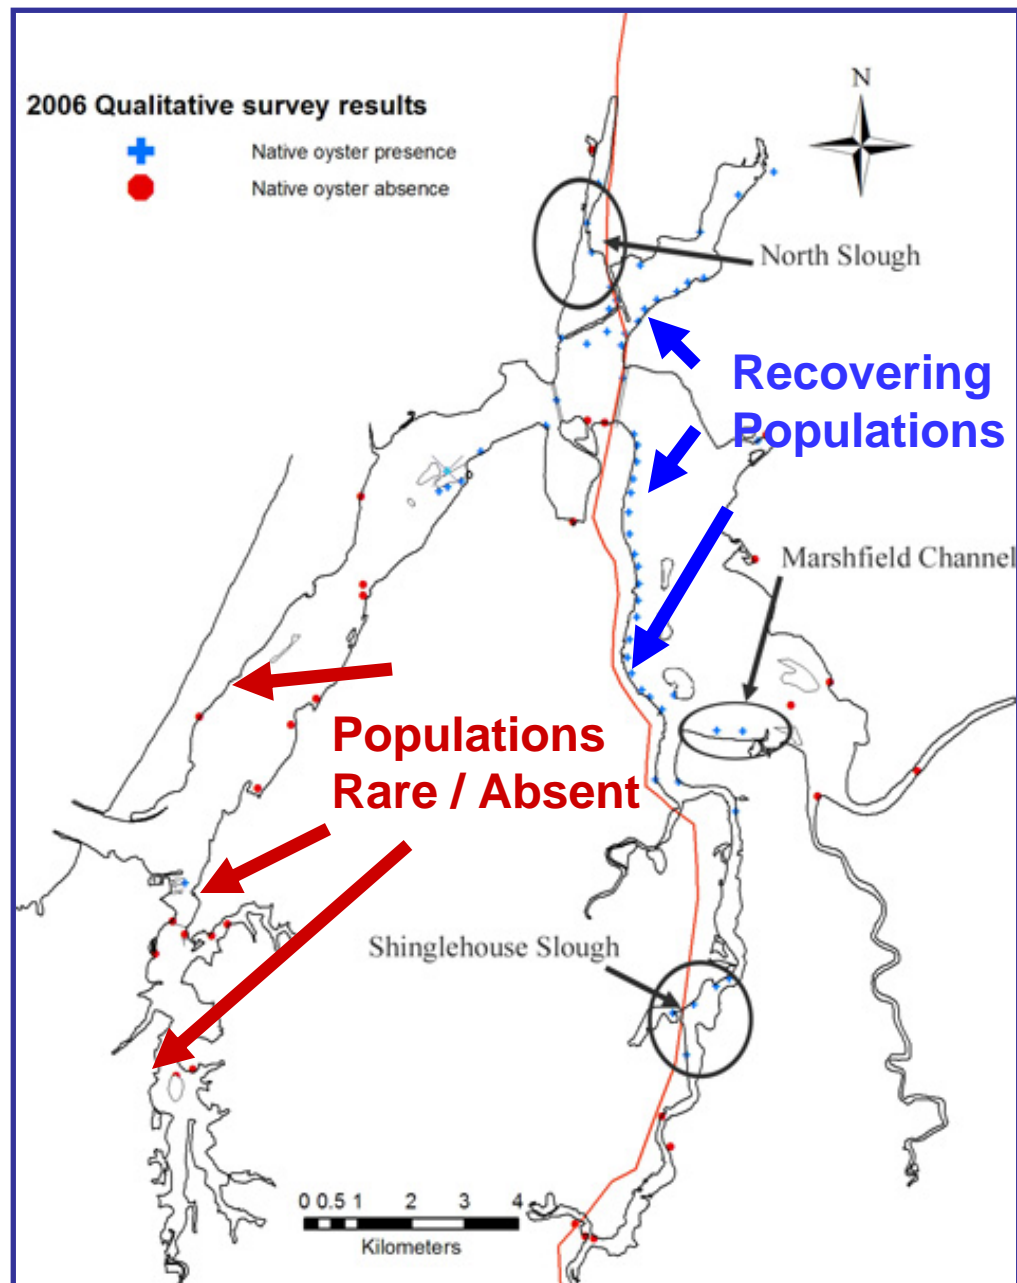 N
2006 Qualitative survey results
Native oyster presence
Native oyster absence
North Slough
Recovering
Populations
Marshfield Channel
Populations
Rare / Absent
Shinglehouse Slough
0 0.5 1 2 3 4
Kilometers